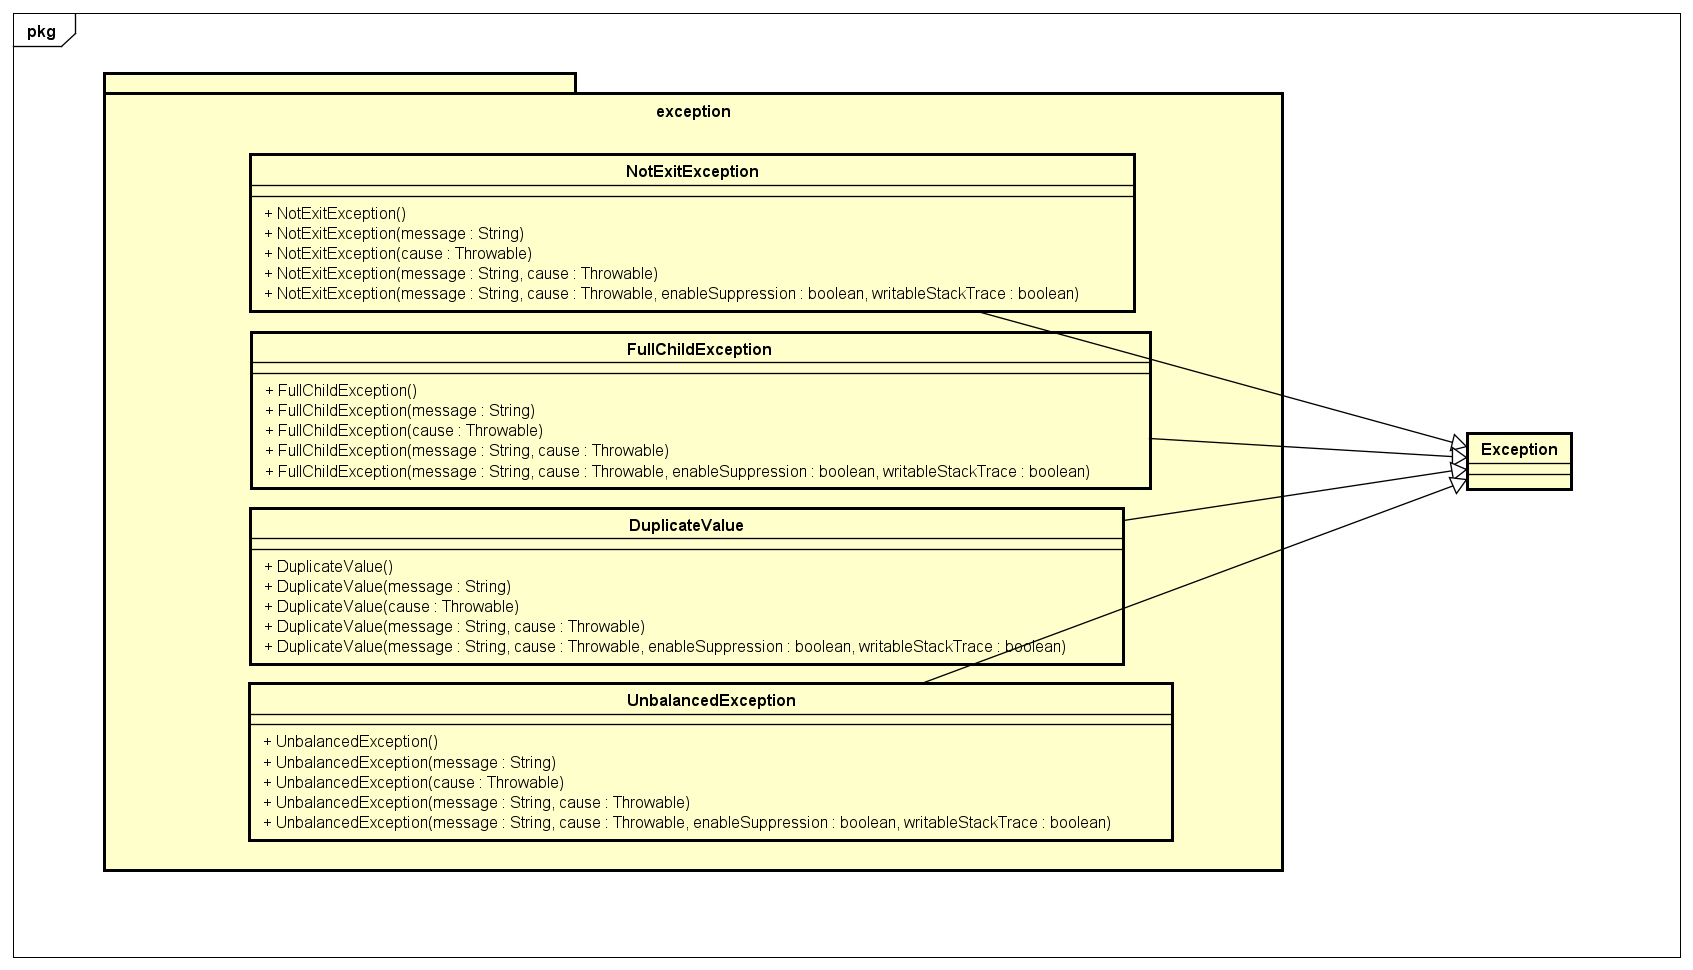 pkg
exception
NotExitException
+ NotExitException()
+ NotExitException(message : String)
+ NotExitException(cause : Throwable)
+ NotExitException(message : String, cause : Throwable)
+ NotExitException(message : String, cause : Throwable, enableSuppression : boolean, writableStackTrace : boolean)
FullChildException
+ FullChildException()
+ FullChildException(message : String)
+ FullChildException(cause : Throwable)
+ FullChildException(message : String, cause : Throwable)
+ FullChildException(message : String, cause : Throwable, enableSuppression : boolean, writableStackTrace : boolean)
Exception
DuplicateValue
+ DuplicateValue()
+ DuplicateValue(message : String)
+ DuplicateValue(cause : Throwable)
+ DuplicateValue(message : String, cause : Throwable)
+ DuplicateValue(message : String, cause : Throwable, enableSuppression : boolean, writableStackTrace : boolean)
UnbalancedException
+ UnbalancedException()
+ UnbalancedException(message : String)
+ UnbalancedException(cause : Throwable)
+ UnbalancedException(message : String, cause : Throwable)
+ UnbalancedException(message : String, cause : Throwable, enableSuppression : boolean, writableStackTrace : boolean)